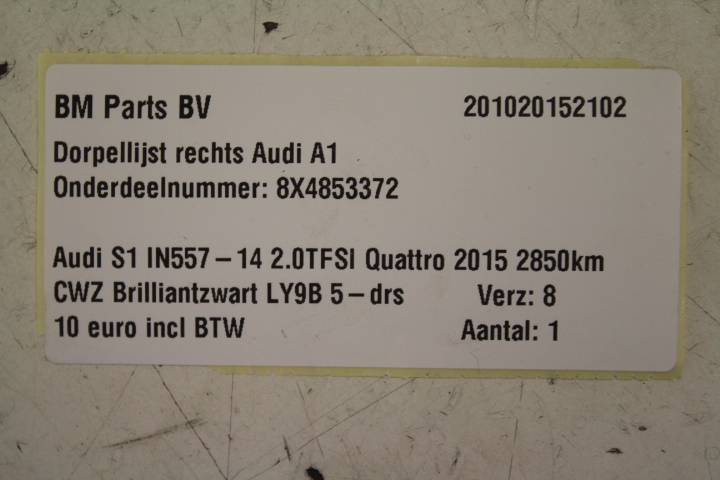 BM Parts BV 201020152102
Dorpellijst rechts Audi A1
Onderdeelnummer: 8X4853372
Audi S1 IN557-14 2.0TFSI Quattro 2015 2850km
CWZ Brilliantzwart LY9B 5-drs Verz: 8
10 euro incl BTW Aantal: 1